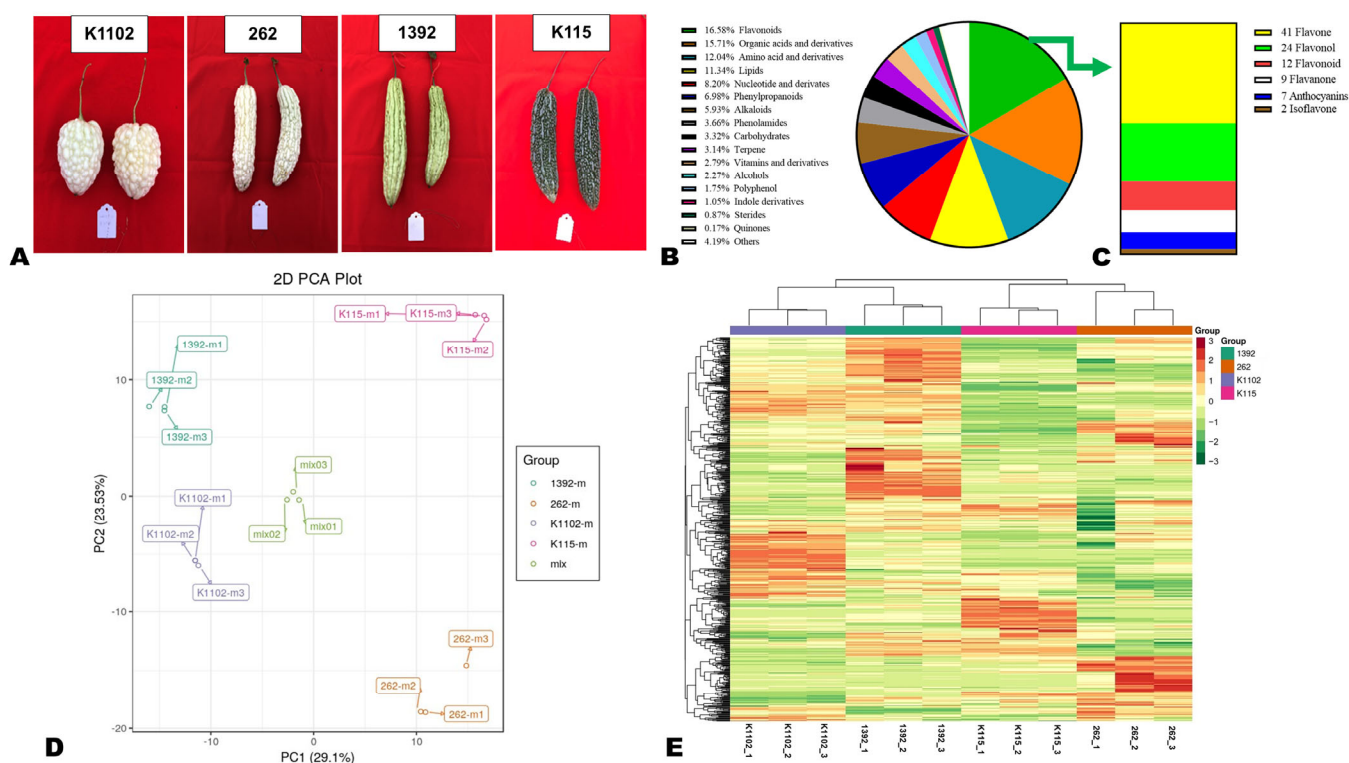 K1102
262
1392
K115
A
16.58% Flavonoids
15.71% Organic acids and derivatives
12.04% Amino acid and derivatives
11.34% Lipids
8.20% Nucleotide and derivates
6.98% Phenylpropanoids
5.93% Alkaloids
3.66% Phenolamides
3.32% Carbohydrates
3.14% Terpene
2.79% Vitamins and derivatives
2.27% Alcohols
1.75% Polyphenol
1.05% Indole derivatives
0.87% Sterides
0.17% Quinones
4.19% Others
B
41 Flavone
24 Flavonol
12 Flavonoid
9 Flavanone
7 Anthocyanins
2 Isoflavone
C
2D PCA Plot
PC2 (23.53%)
10
0
-10
-20
K115-m1
K115-m3
K115-m2
1392-m1
1392-m2
1392-m3
mix03
K1102-m1
mix02
mix01
K1102-m2
K1102-m3
262-m3
262-m2
262-m1
-10
0
10
PC1 (29.1%)
Group
1392-m
262-m
K1102-m
K115-m
mix
D
Group
3
2
1
0
-1
-2
-3
Group
1392
262
K1102
K115
K1102_1
K1102_2
K1102_3
1392_1
1392_2
1392_3
K115_1
K115_2
K115_3
262_1
262_2
262_3
E